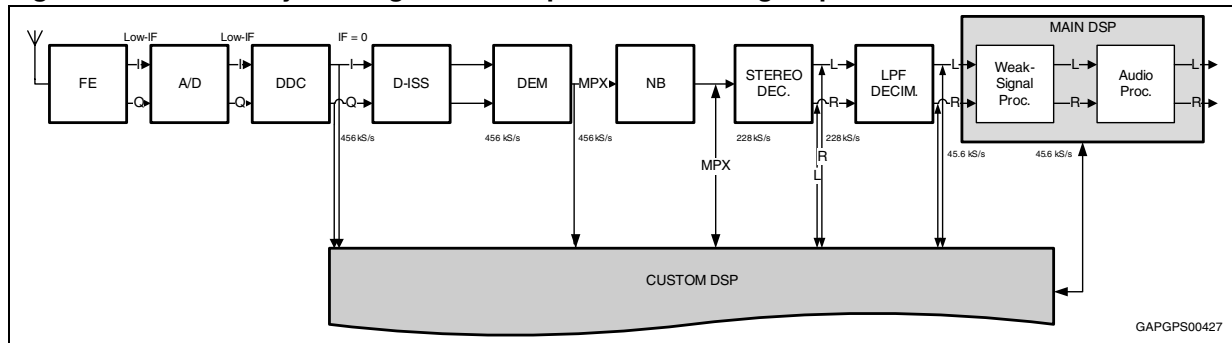 MAIN DSP
Low-IF
Low-IF
IF = 0
FE
I
Q
A/D
I
Q
DDC
I
Q
D-ISS
DEM
MPX
NB
STEREO
DEC.
L
R
LPF
DECIM.
L
R
Weak-
Signal
Proc.
L
R
Audio
Proc.
L
R
456 kS/s
456 kS/s
456 kS/s
228 kS/s
228 kS/s
45.6 kS/s
45.6 kS/s
MPX
L
R
CUSTOM DSP
GAPGPS00427